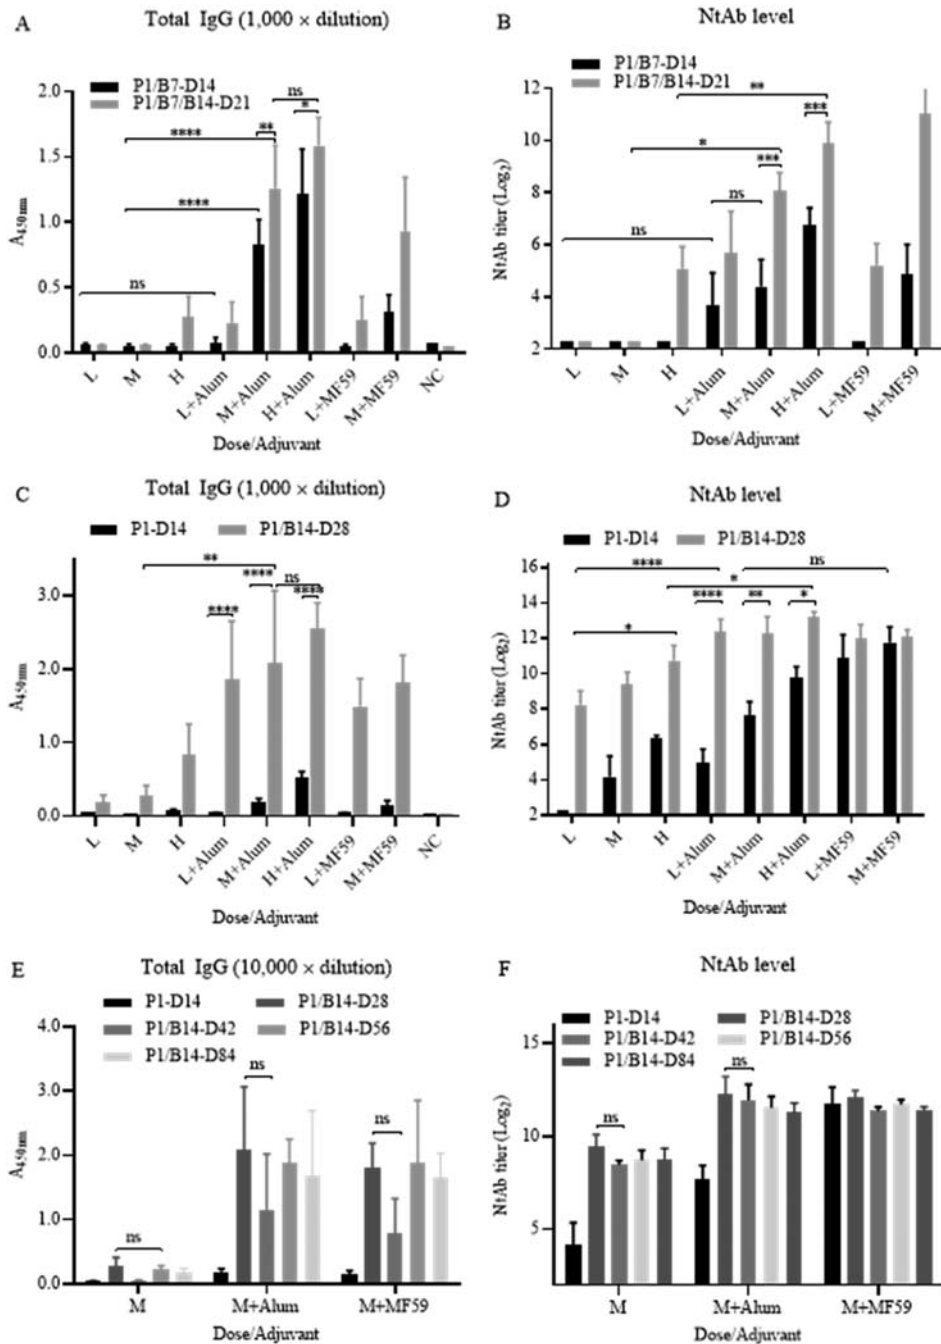 A Total IgG (1,000 × dilution)
P1/B7-D14
P1/B7/B14-D21
2.0
1.5
1.0
0.5
0.0
A450nm
ns
*
**
****
****
ns
L M H L+Alum M+Alum H+Alum L+MF59 M+MF59 NC
Dose/Adjuvant
B NtAb level
P1/B7-D14
P1/B7/B14-D21
12
10
8
6
4
2
NtAb titer (Log2)
**
***
*
***
ns
ns
L M H L+Alum M+Alum H+Alum L+MF59 M+MF59
Dose/Adjuvant
C Total IgG (1,000 × dilution)
P1-D14 P1/B14-D28
3.0
2.0
1.0
0.0
A450nm
**
**** ns
**** ****
L M H L+Alum M+Alum H+Alum L+MF59 M+MF59 NC
Dose/Adjuvant
D NtAb level
P1-D14 P1/B14-D28
16
14
12
10
8
6
4
2
NtAb titer (Log2)
**** ns
*
**** ** *
*
L M H L+Alum M+Alum H+Alum L+MF59 M+MF59
Dose/Adjuvant
E Total IgG (10,000 × dilution)
P1-D14 P1/B14-D28
P1/B14-D42 P1/B14-D56
P1/B14-D84
4.0
3.0
2.0
1.0
0.0
A450nm
ns
ns
ns
M M+Alum M+MF59
Dose/Adjuvant
F NtAb level
P1-D14 P1/B14-D28
P1/B14-D42 P1/B14-D56
P1/B14-D84
15
10
5
NtAb titer (Log2)
ns
ns
M M+Alum M+MF59
Dose/Adjuvant